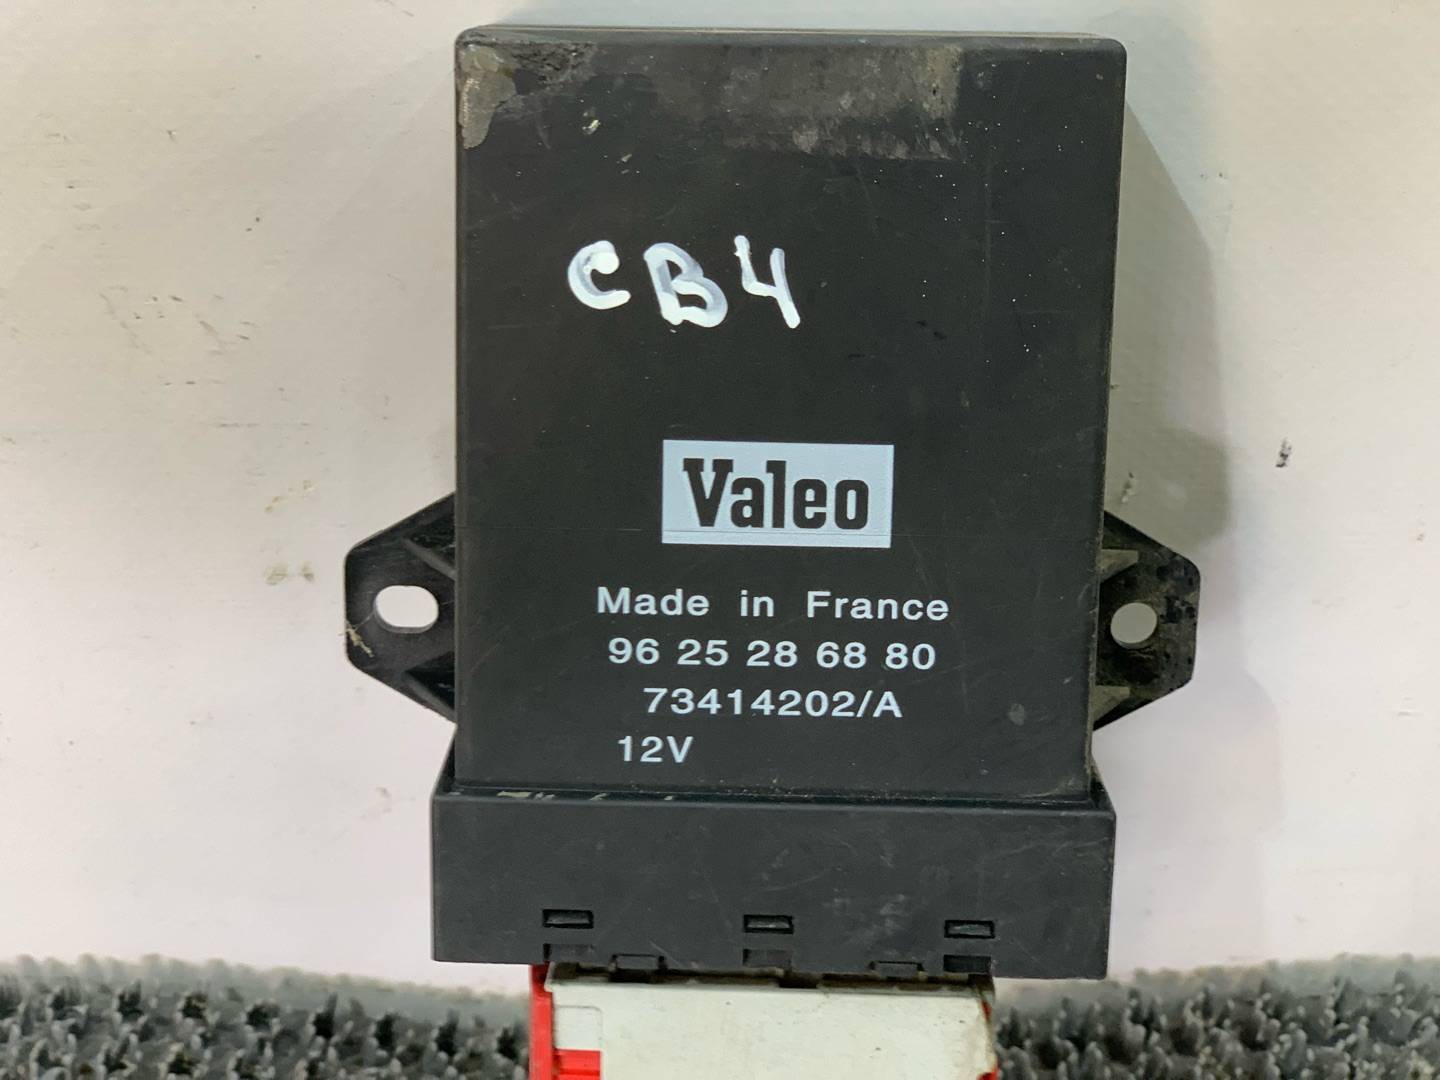 CB4
Valeo
Made in France
96 25 28 68 80
73414202/A
12V